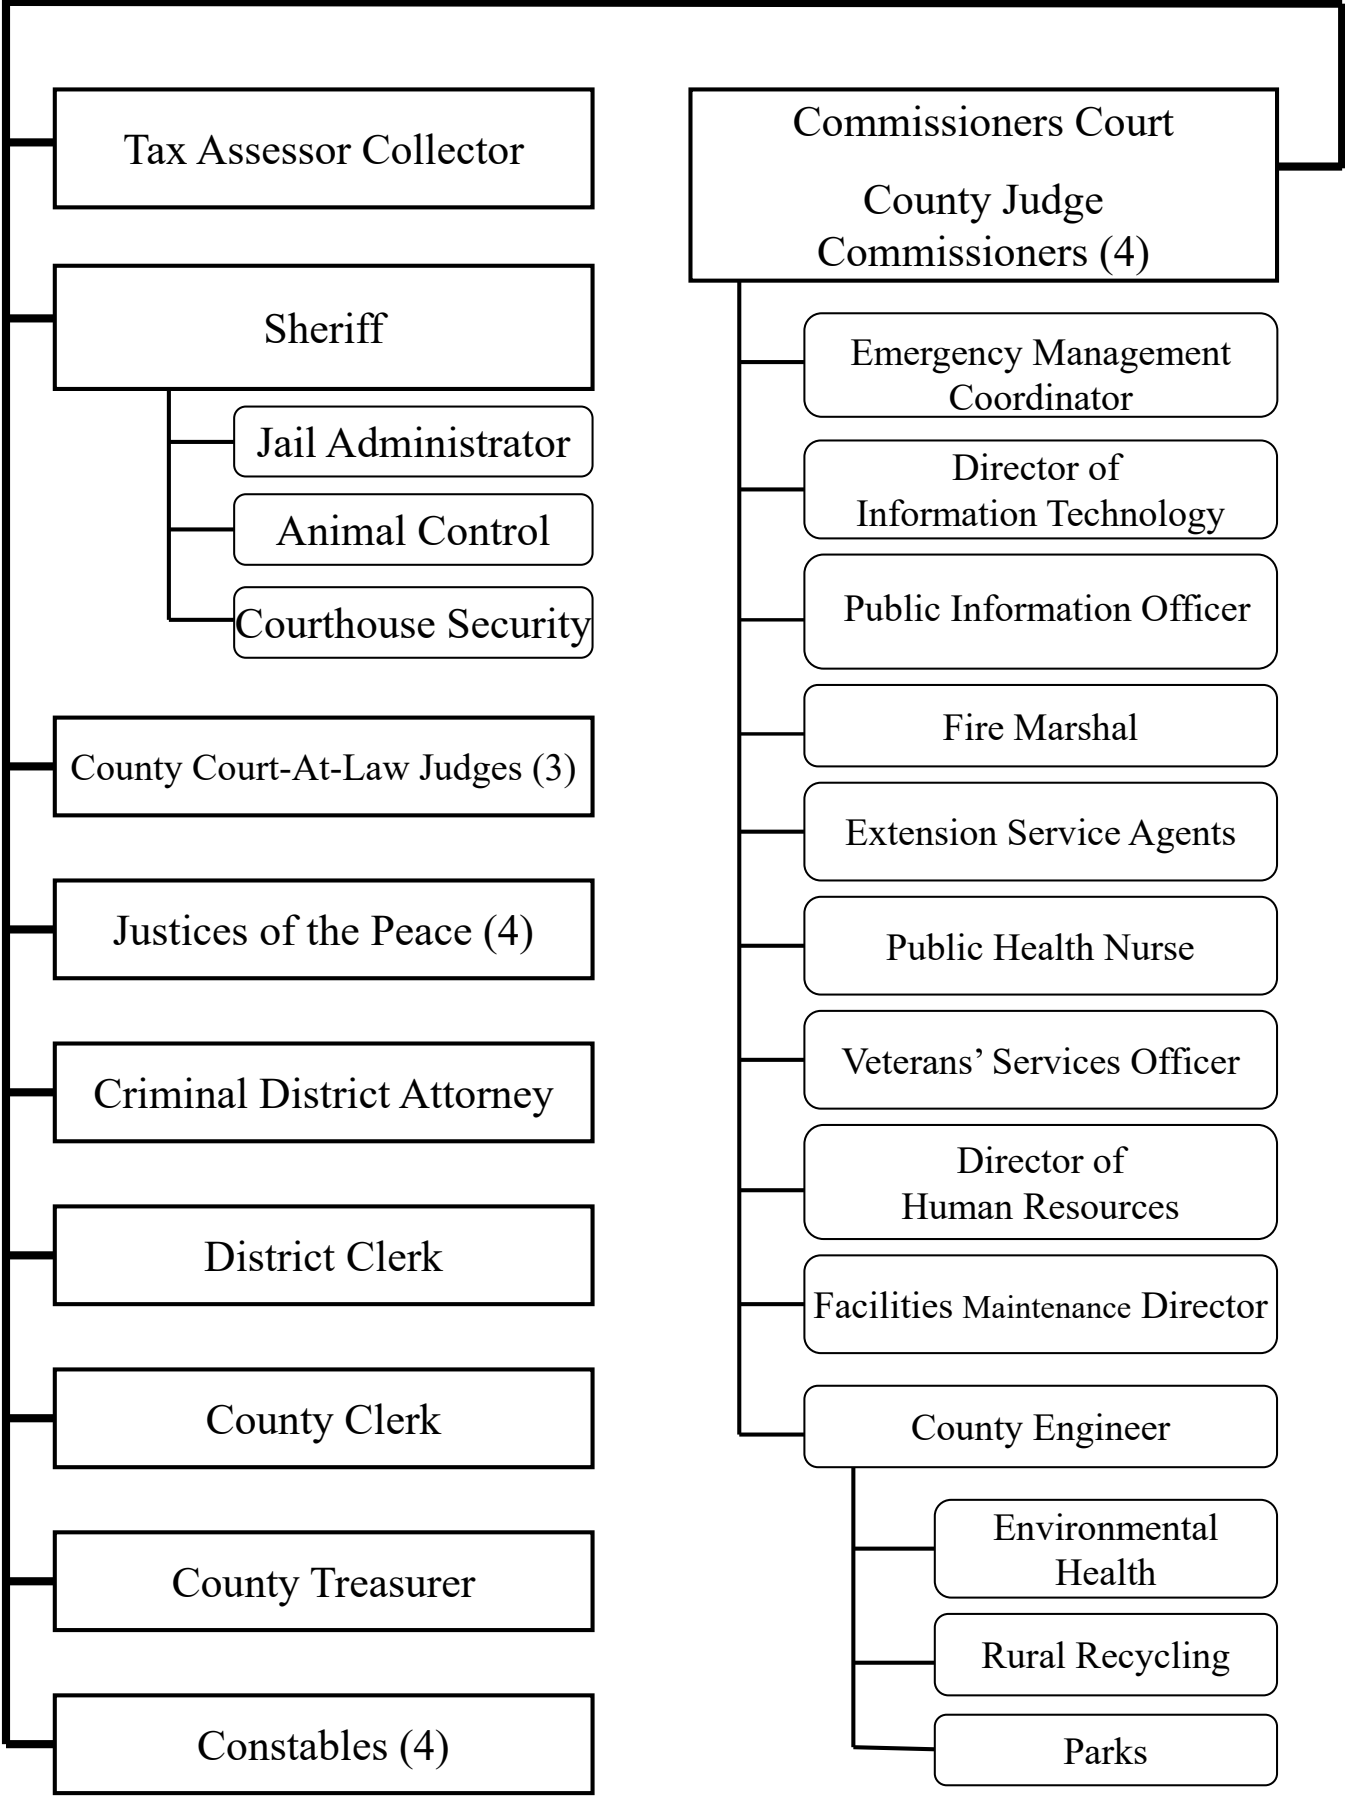 Tax Assessor Collector
Sheriff
Jail Administrator
Animal Control
Courthouse Security
County Court-At-Law Judges (3)
Justices of the Peace (4)
Criminal District Attorney
District Clerk
County Clerk
County Treasurer
Constables (4)
Commissioners Court
County Judge
Commissioners (4)
Emergency Management
Coordinator
Director of
Information Technology
Public Information Officer
Fire Marshal
Extension Service Agents
Public Health Nurse
Veterans’ Services Officer
Director of
Human Resources
Facilities Maintenance Director
County Engineer
Environmental
Health
Rural Recycling
Parks